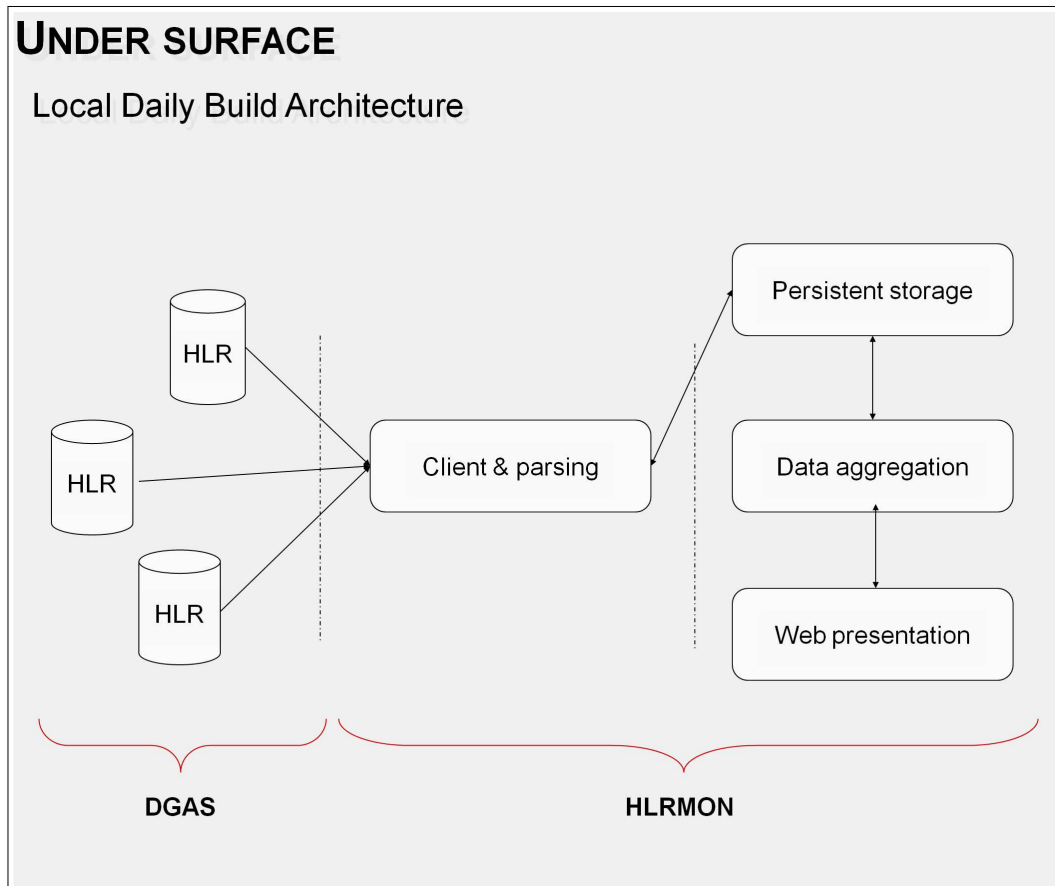 UNDER SURFACE
Local Daily Build Architecture
Persistent storage
HLR
Client & parsing
Data aggregation
HLR
HLR
Web presentation
DGAS
HLRMON